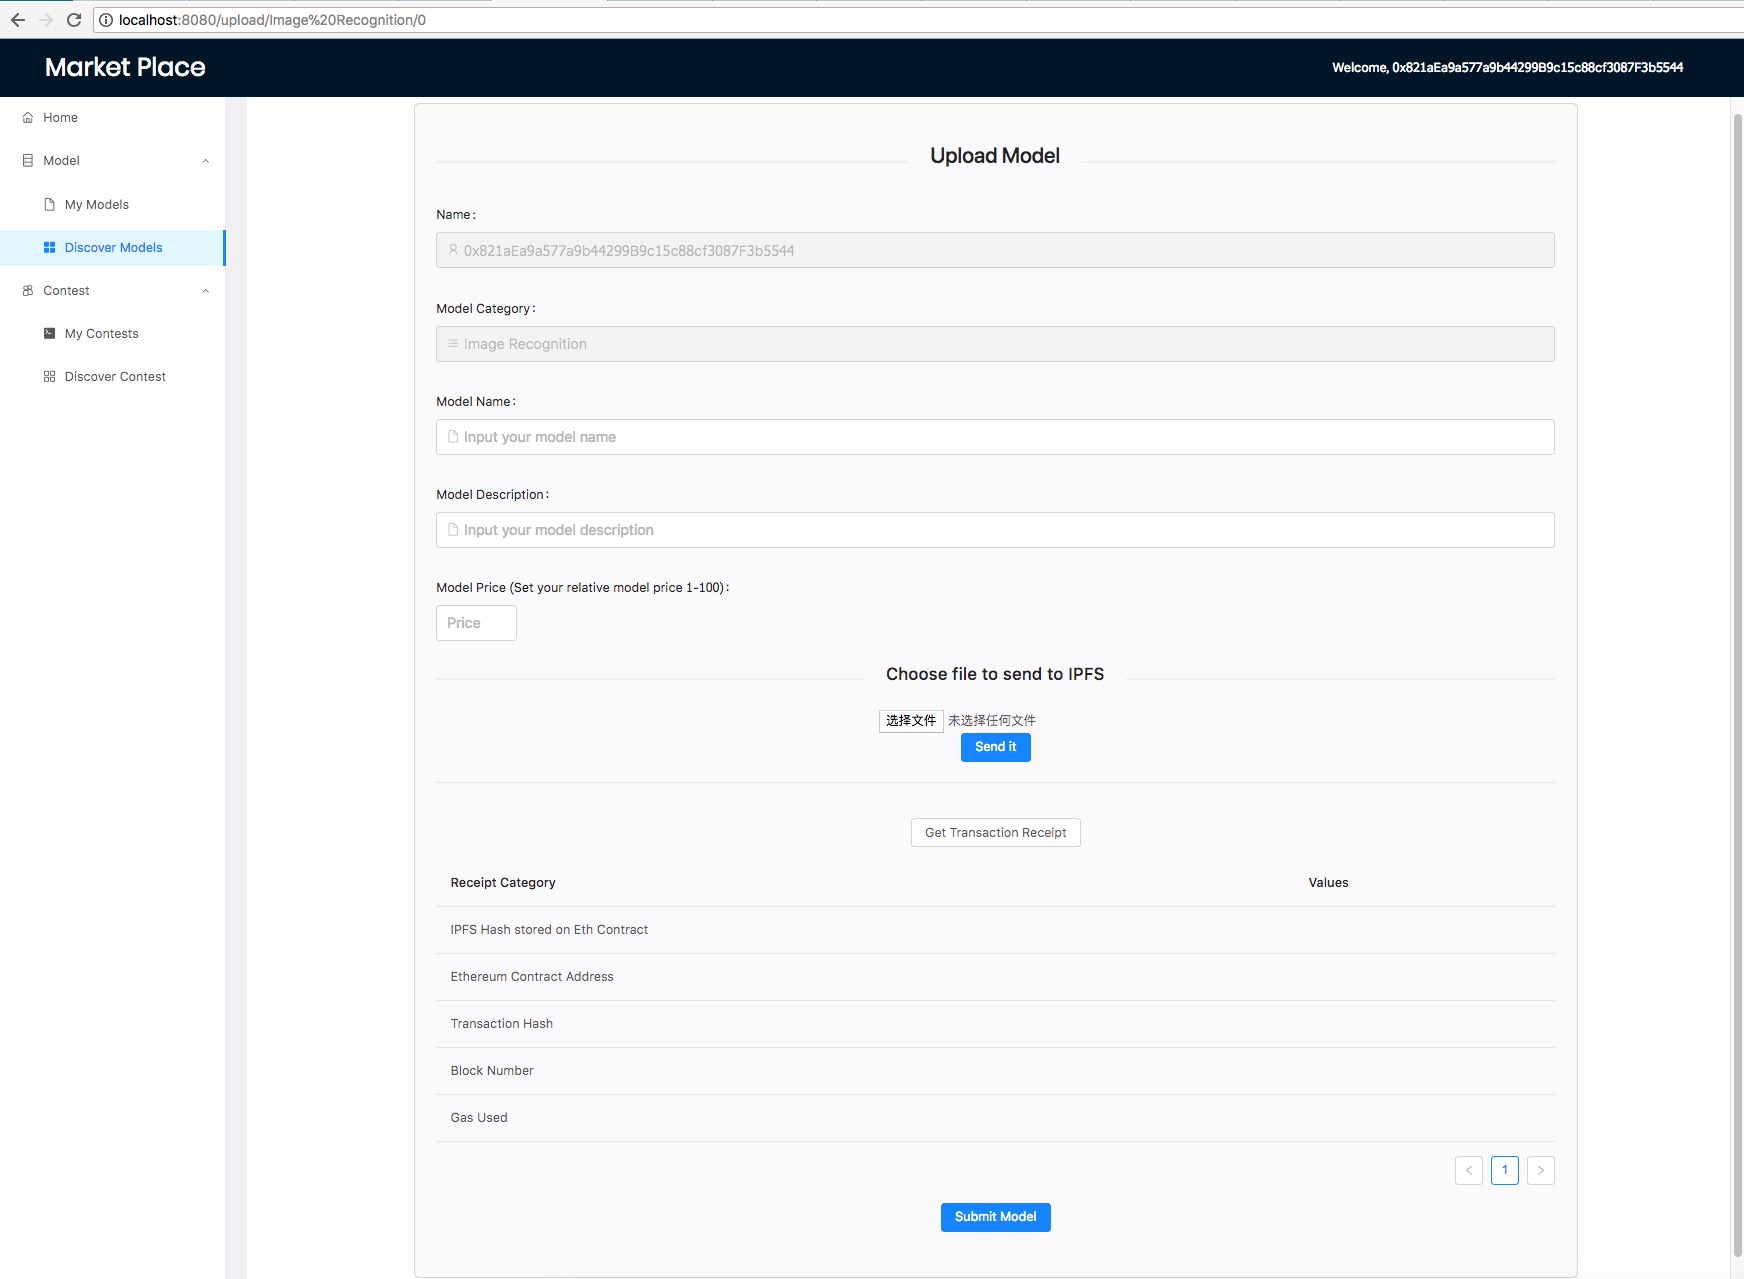 localhost:8080/upload/Image%20Recognition/0
Market Place
Welcome, 0x821aEa9a577a9b44299B9c15c88cf3087F3b5544
Home
Model
My Models
Discover Models
Contest
My Contests
Discover Contest
Upload Model
Name:
0x821aEa9a577a9b44299B9c15c88cf3087F3b5544
Model Category:
Image Recognition
Model Name:
Input your model name
Model Description:
Input your model description
Model Price (Set your relative model price 1-100):
Price
Choose file to send to IPFS
选择文件 未选择任何文件
Send it
Get Transaction Receipt
Receipt Category Values
IPFS Hash stored on Eth Contract
Ethereum Contract Address
Transaction Hash
Block Number
Gas Used
< 1 >
Submit Model